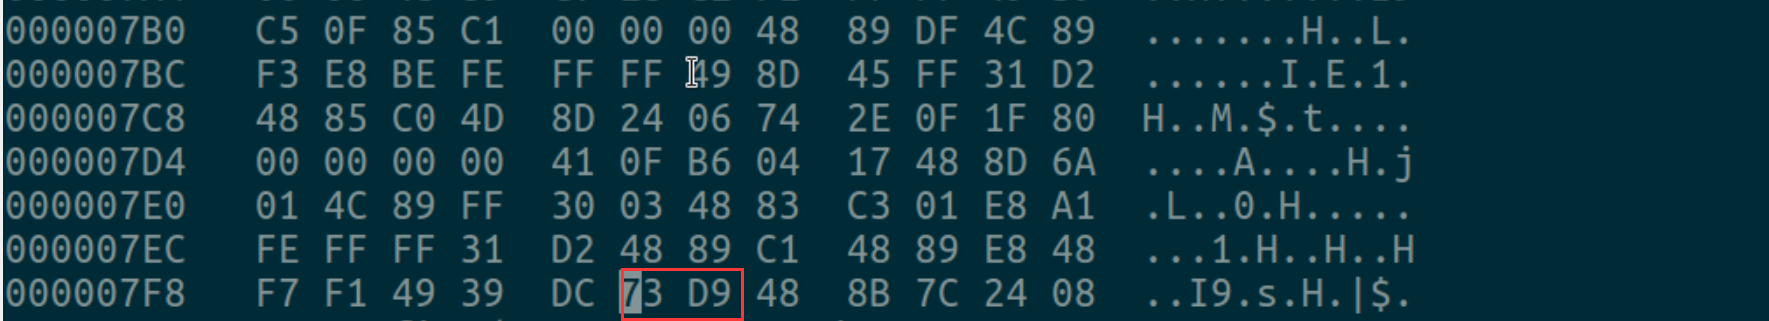 000007B0 C5 0F 85 C1 00 00 00 48 89 DF 4C 89 .......H..L.
000007BC F3 E8 BE FE FF FF 49 8D 45 FF 31 D2 ......I.E.1.
000007C8 48 85 C0 4D 8D 24 06 74 2E 0F 1F 80 H..M.$.t....
000007D4 00 00 00 00 41 0F B6 04 17 48 8D 6A ....A....H.j
000007E0 01 4C 89 FF 30 03 48 83 C3 01 E8 A1 .L..0.H.....
000007EC FE FF FF 31 D2 48 89 C1 48 89 E8 48 ...1.H..H..H
000007F8 F7 F1 49 39 DC 73 D9 48 8B 7C 24 08 ..I9.s.H.|$.